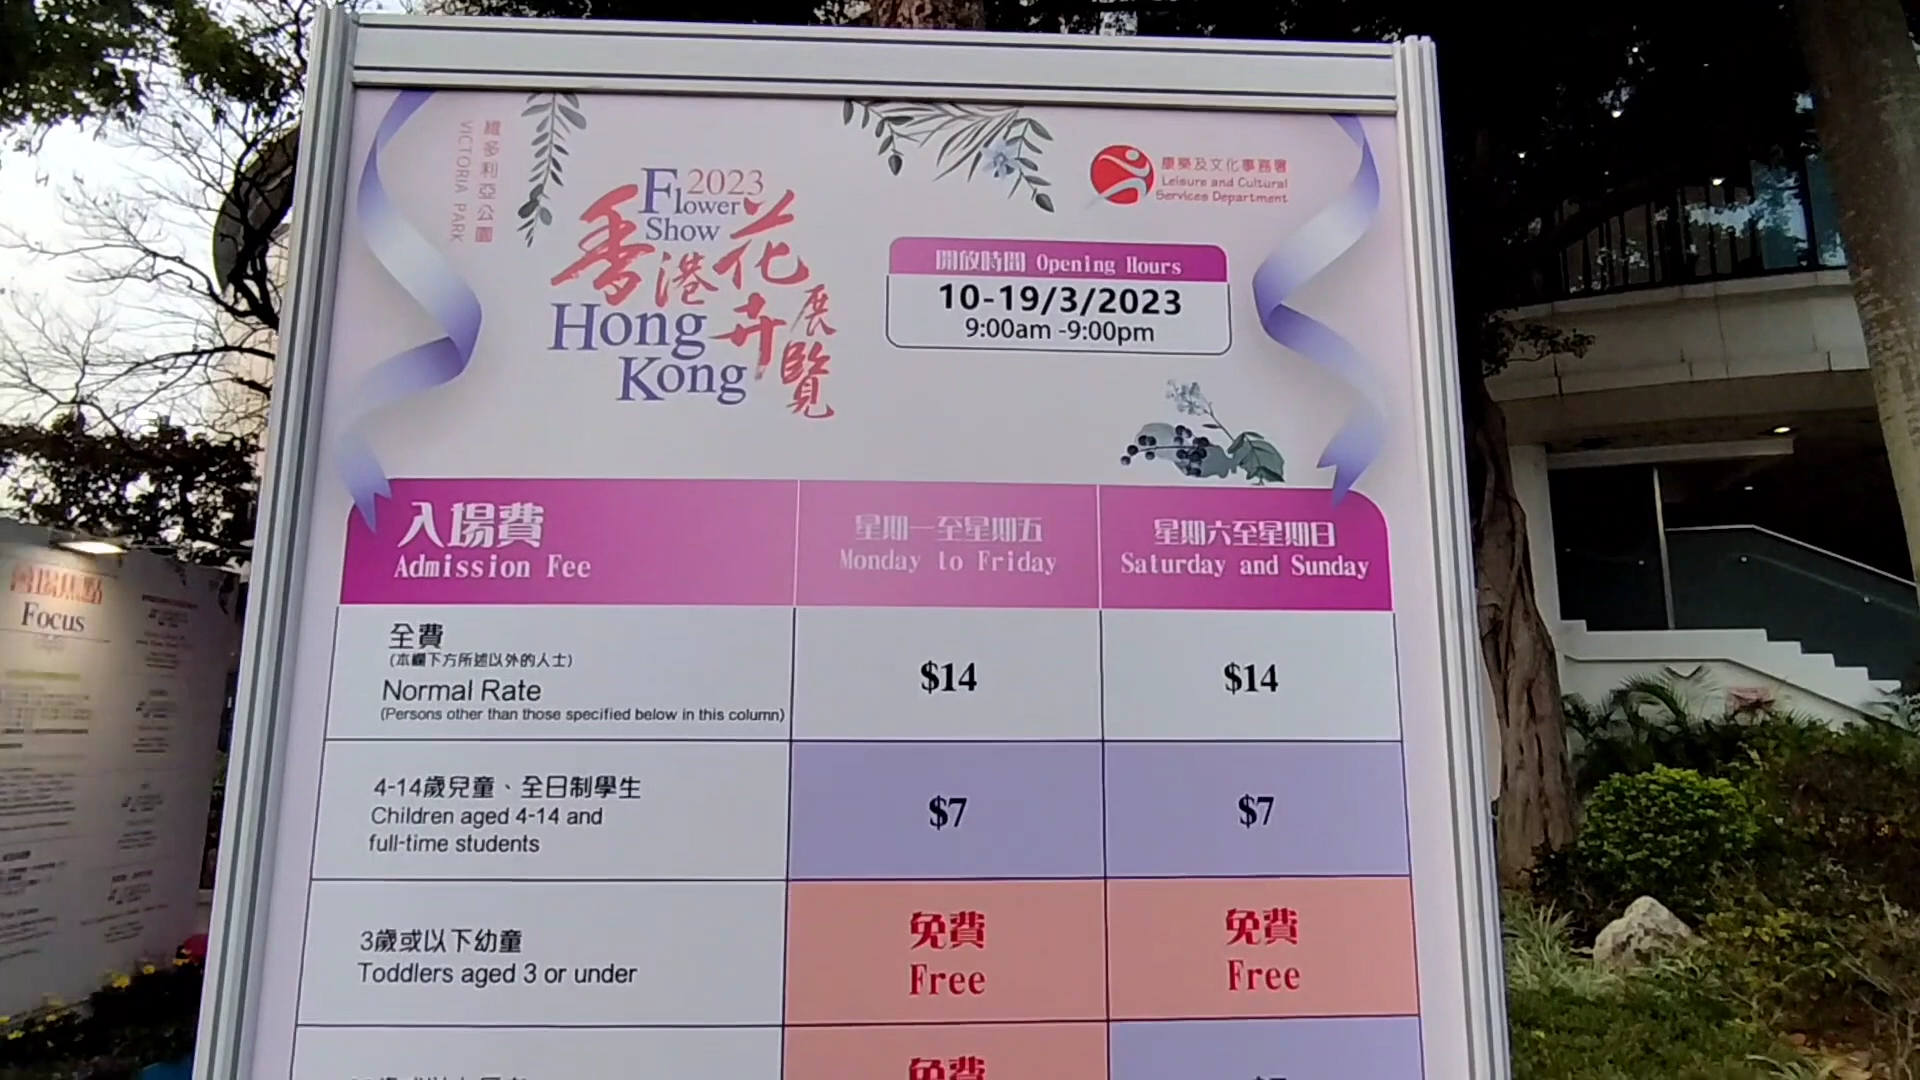 維多利亞公園
VICTORIA PARK
2023
Flower
Show
香港花卉展覽
Hong
Kong
康樂及文化事務署
Leisure and Cultural
Services Department
開放時間 Opening Hours
10-19/3/2023
9:00am -9:00pm
入場費
Admission Fee
星期一至星期五
Monday to Friday
星期六至星期日
Saturday and Sunday
全費
(本欄下方所述以外的人士)
Normal Rate
(Persons other than those specified below in this column)
$14
$14
4-14歲兒童、全日制學生
Children aged 4-14 and
full-time students
$7
$7
3歲或以下幼童
Toddlers aged 3 or under
免費
Free
免費
Free
免費
Focus